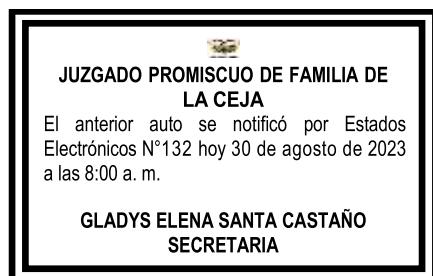 JUZGADO PROMISCUO DE FAMILIA DE
LA CEJA
El anterior auto se notificó por Estados
Electrónicos N°132 hoy 30 de agosto de 2023
a las 8:00 a. m.
GLADYS ELENA SANTA CASTAÑO
SECRETARIA